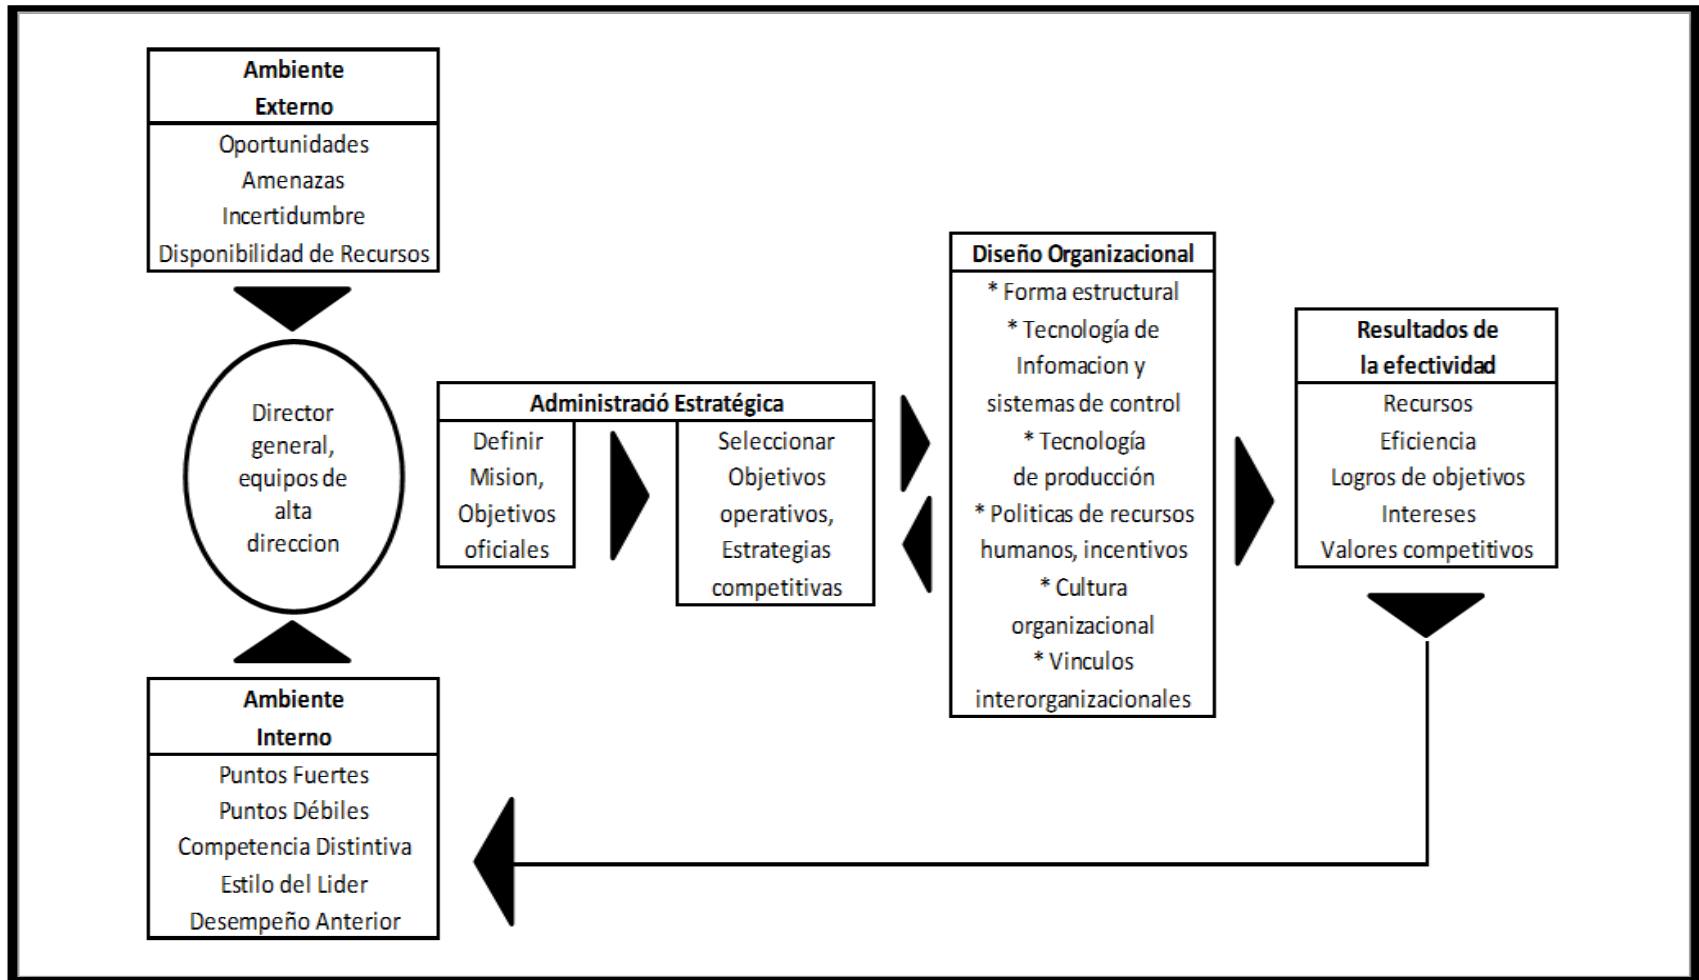 Ambiente
Externo
Oportunidades
Amenazas
Incertidumbre
Disponibilidad de Recursos
Director
general,
equipos de
alta
direccion
Ambiente
Interno
Puntos Fuertes
Puntos Débiles
Competencia Distintiva
Estilo del Lider
Desempeño Anterior
Administració Estratégica
Definir
Mision,
Objetivos
oficiales
Seleccionar
Objetivos
operativos,
Estrategias
competitivas
Diseño Organizacional
* Forma estructural
* Tecnología de
Infomacion y
sistemas de control
* Tecnología
de producción
* Politicas de recursos
humanos, incentivos
* Cultura
organizacional
* Vinculos
interorganizacionales
Resultados de
la efectividad
Recursos
Eficiencia
Logros de objetivos
Intereses
Valores competitivos